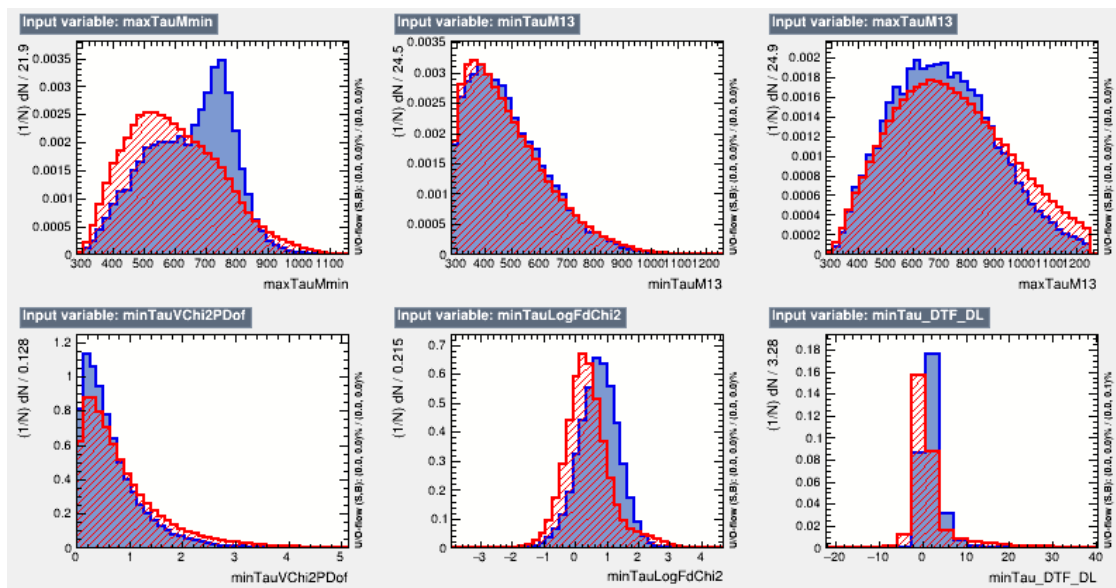 Input variable: maxTauMmin
Input variable: minTauM13
Input variable: maxTauM13
(1/N) dN / 21.9
0.0035
0.003
0.0025
0.002
0.0015
0.001
0.0005
0
300 400 500 600 700 800 900 1000 1100
maxTauMmin
U/O-flow (S,B): (0.0, 0.0)% / (0.0, 0.0)%
(1/N) dN / 24.5
0.0035
0.003
0.0025
0.002
0.0015
0.001
0.0005
0
300 400 500 600 700 800 900 1000 1100 1200
minTauM13
U/O-flow (S,B): (0.0, 0.0)% / (0.0, 0.0)%
(1/N) dN / 24.9
0.002
0.0018
0.0016
0.0014
0.0012
0.001
0.0008
0.0006
0.0004
0.0002
0
300 400 500 600 700 800 900 1000 1100 1200
maxTauM13
U/O-flow (S,B): (0.0, 0.0)% / (0.0, 0.0)%
Input variable: minTauVChi2PDof
Input variable: minTauLogFdChi2
Input variable: minTau_DTF_DL
(1/N) dN / 0.128
1.2
1
0.8
0.6
0.4
0.2
0
0 1 2 3 4 5
minTauVChi2PDof
U/O-flow (S,B): (0.0, 0.0)% / (0.0, 0.0)%
(1/N) dN / 0.215
0.7
0.6
0.5
0.4
0.3
0.2
0.1
0
-3 -2 -1 0 1 2 3 4
minTauLogFdChi2
U/O-flow (S,B): (0.0, 0.0)% / (0.0, 0.0)%
(1/N) dN / 3.28
0.18
0.16
0.14
0.12
0.1
0.08
0.06
0.04
0.02
0
-20 -10 0 10 20 30 40
minTau_DTF_DL
U/O-flow (S,B): (0.0, 0.0)% / (0.0, 0.1)%